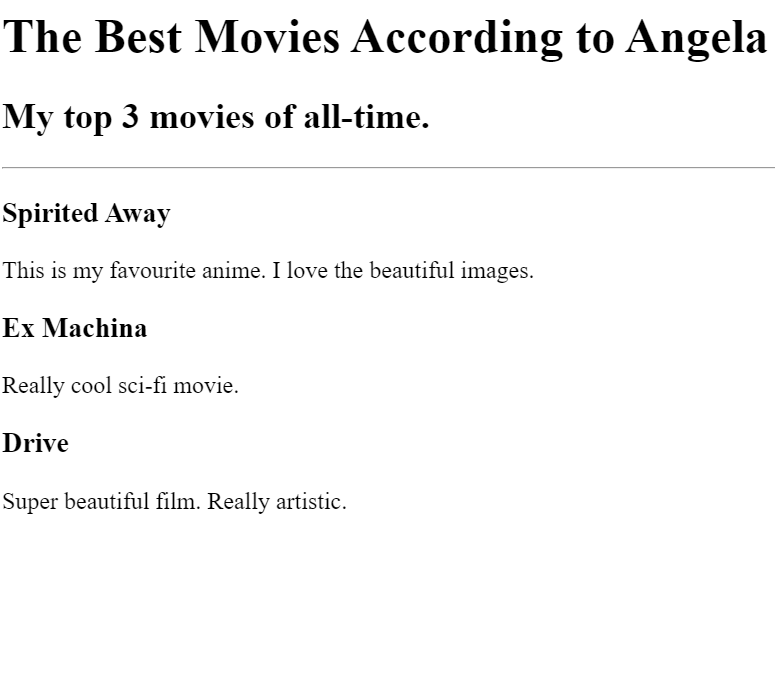 The Best Movies According to Angela
My top 3 movies of all-time.
Spirited Away
This is my favourite anime. I love the beautiful images.
Ex Machina
Really cool sci-fi movie.
Drive
Super beautiful film. Really artistic.